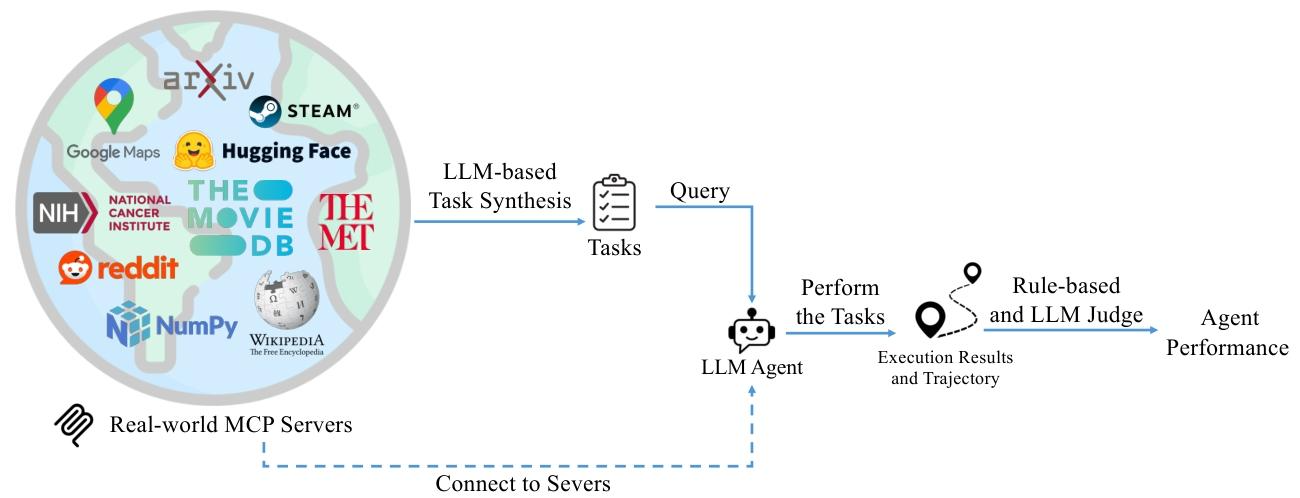 arXiv
STEAM®
Google Maps
Hugging Face
NIH
NATIONAL
CANCER
INSTITUTE
THE
MOVIE
DB
THE
MET
reddit
NumPy
Ω W И
WIKIPEDIA
The Free Encyclopedia
Real-world MCP Servers
LLM-based
Task Synthesis
Tasks
Query
LLM Agent
Connect to Severs
Perform
the Tasks
Execution Results
and Trajectory
Rule-based
and LLM Judge
Agent
Performance